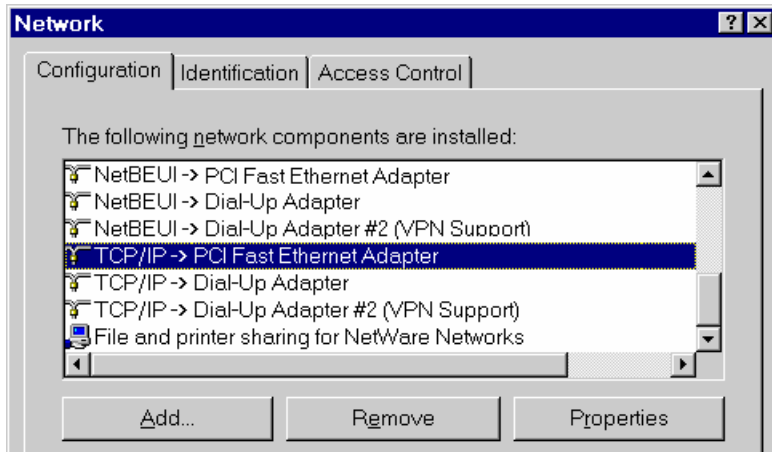 Network
Configuration Identification Access Control
The following network components are installed:
NetBEUI -> PCI Fast Ethernet Adapter
NetBEUI -> Dial-Up Adapter
NetBEUI -> Dial-Up Adapter #2 (VPN Support)
TCP/IP -> PCI Fast Ethernet Adapter
TCP/IP -> Dial-Up Adapter
TCP/IP -> Dial-Up Adapter #2 (VPN Support)
File and printer sharing for NetWare Networks
Add... Remove Properties